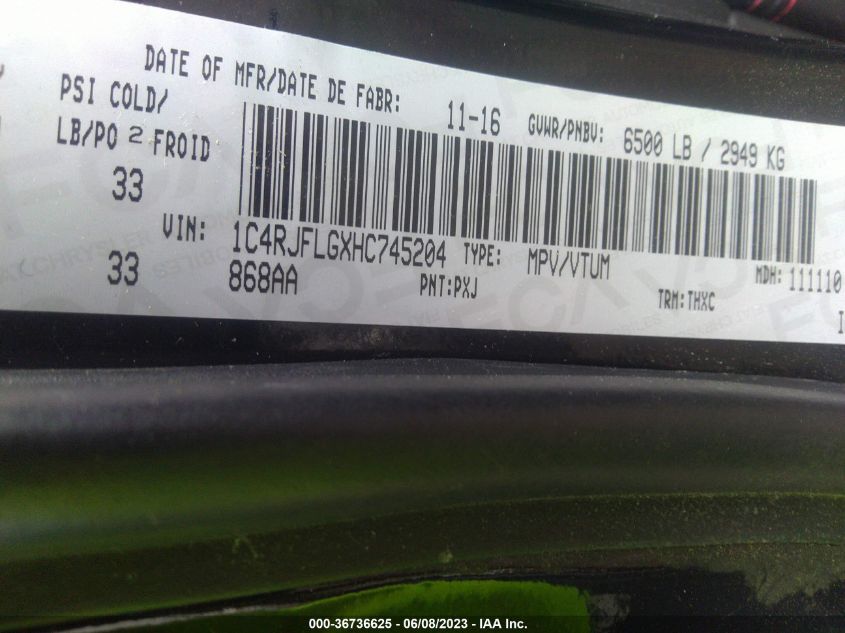 DATE OF MFR/DATE DE FABR: 11-16 GVWR/PNBV: 6500 LB / 2949 KG
PSI COLD/
LB/PO 2 FROID
33
VIN: 1C4RJFLGXHC745204 TYPE: MPV/VTUM MDH: 111110
33
868AA PNT:PXJ TRM:THXC
000-36736625 - 06/08/2023 - IAA Inc.